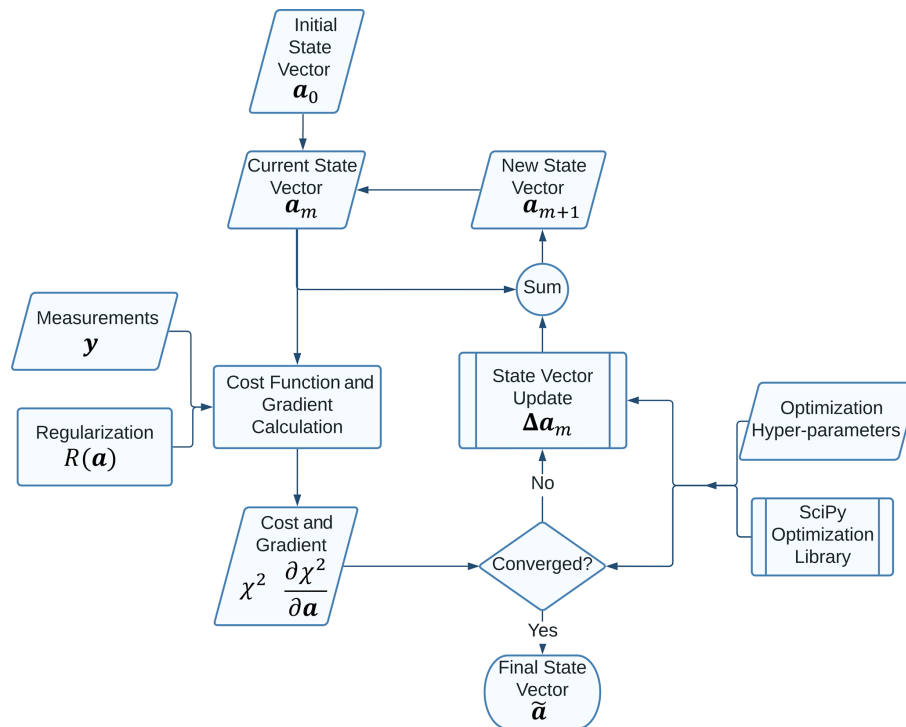 Initial
State
Vector
𝒂₀
Current State
Vector
𝒂ₘ
New State
Vector
𝒂ₘ₊₁
Sum
Measurements
𝒚
Regularization
R(𝒂)
Cost Function and
Gradient
Calculation
State Vector
Update
𝚫𝒂ₘ
Optimization
Hyper-parameters
No
SciPy
Optimization
Library
Cost and
Gradient
χ² ∂χ²/∂𝒂
Converged?
Yes
Final State
Vector
𝒂̃